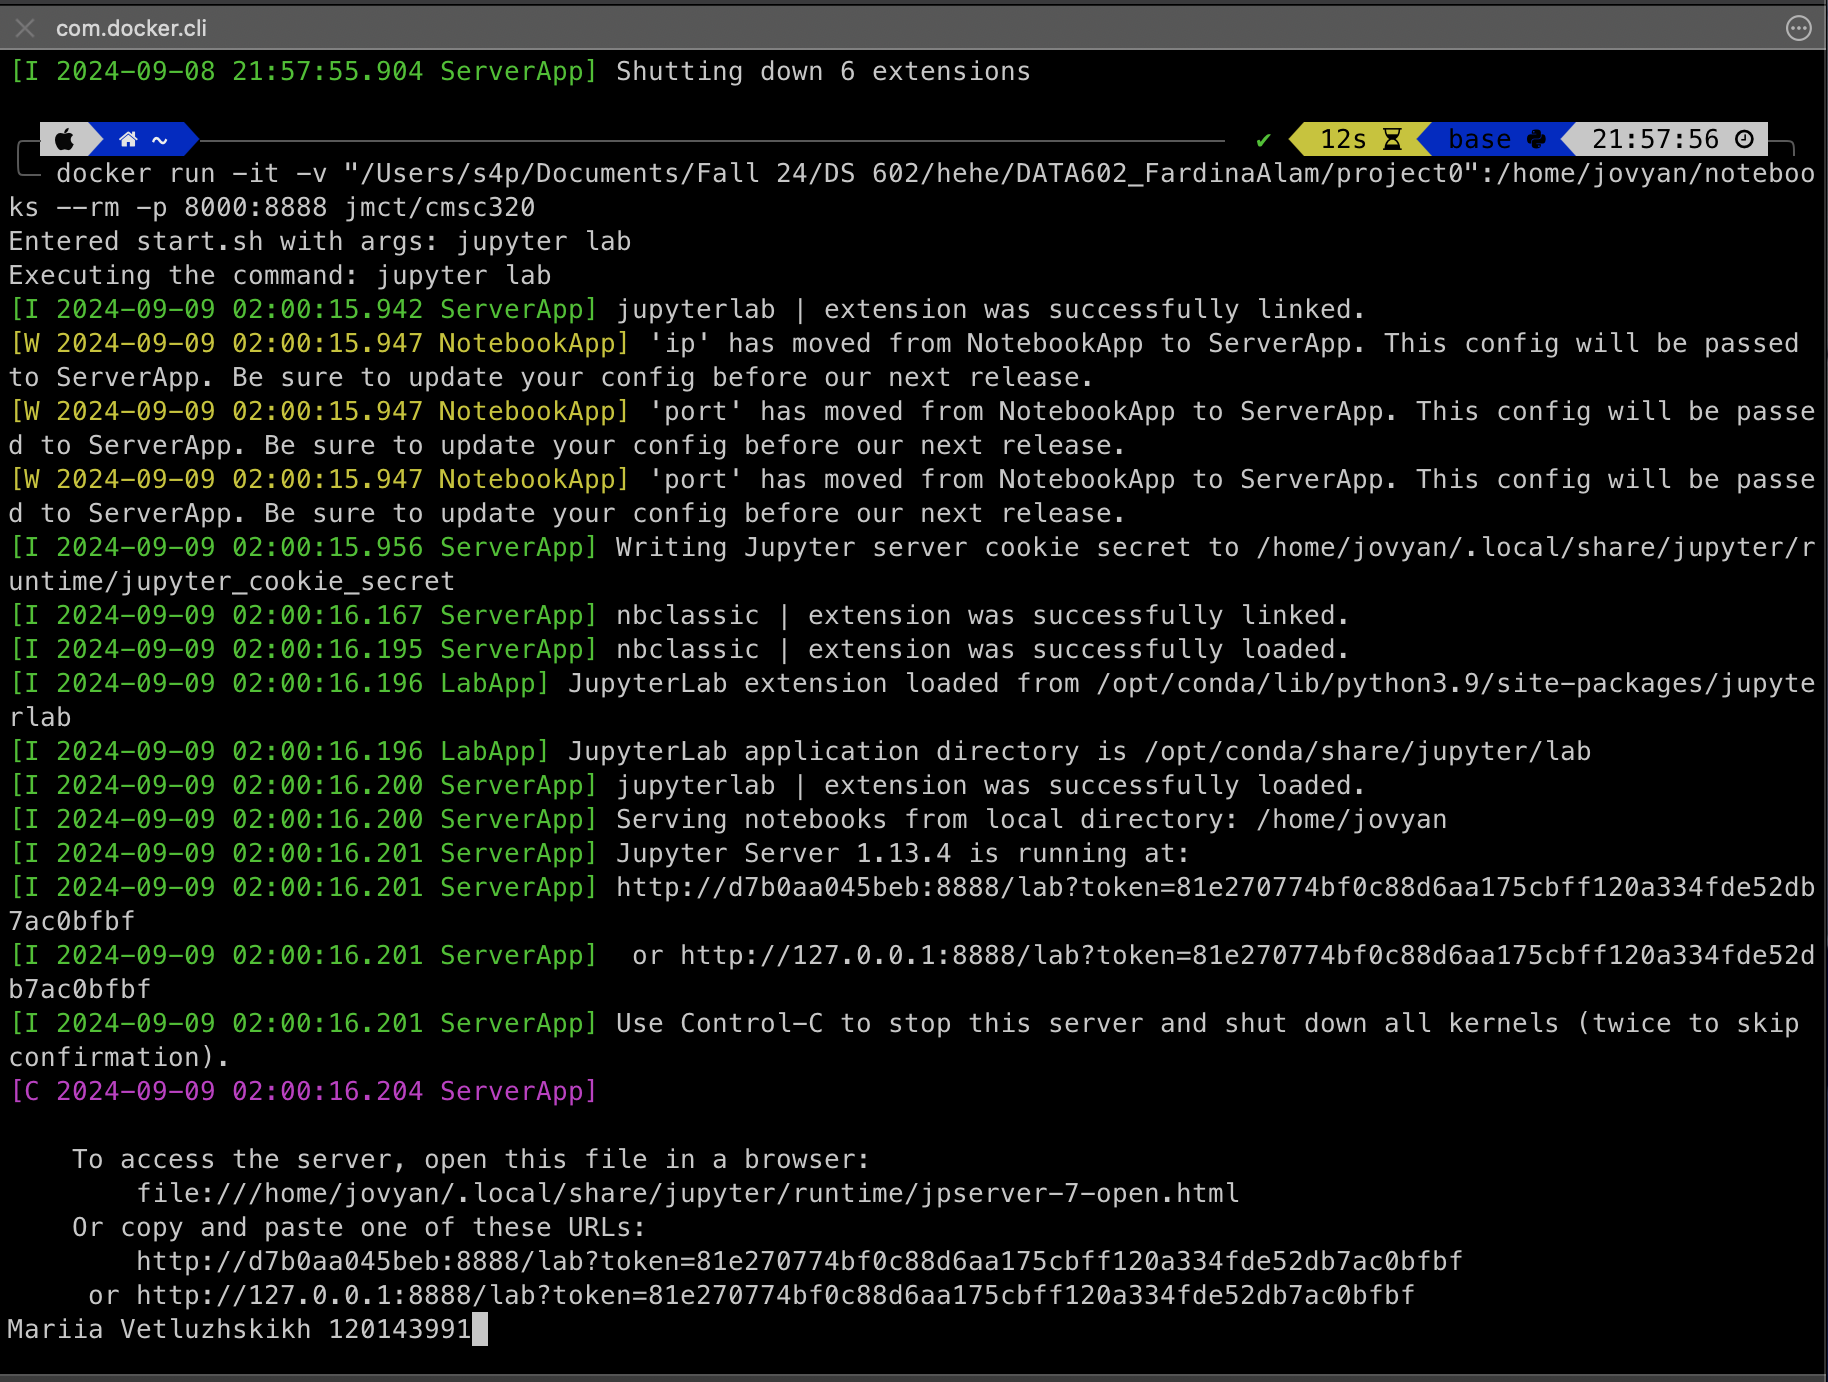 com.docker.cli
[I 2024-09-08 21:57:55.904 ServerApp] Shutting down 6 extensions
~ ✔ 12s base 21:57:56
docker run -it -v "/Users/s4p/Documents/Fall 24/DS 602/hehe/DATA602_FardinaAlam/project0":/home/jovyan/noteboo
ks --rm -p 8000:8888 jmct/cmsc320
Entered start.sh with args: jupyter lab
Executing the command: jupyter lab
[I 2024-09-09 02:00:15.942 ServerApp] jupyterlab | extension was successfully linked.
[W 2024-09-09 02:00:15.947 NotebookApp] 'ip' has moved from NotebookApp to ServerApp. This config will be passed
to ServerApp. Be sure to update your config before our next release.
[W 2024-09-09 02:00:15.947 NotebookApp] 'port' has moved from NotebookApp to ServerApp. This config will be passe
d to ServerApp. Be sure to update your config before our next release.
[W 2024-09-09 02:00:15.947 NotebookApp] 'port' has moved from NotebookApp to ServerApp. This config will be passe
d to ServerApp. Be sure to update your config before our next release.
[I 2024-09-09 02:00:15.956 ServerApp] Writing Jupyter server cookie secret to /home/jovyan/.local/share/jupyter/r
untime/jupyter_cookie_secret
[I 2024-09-09 02:00:16.167 ServerApp] nbclassic | extension was successfully linked.
[I 2024-09-09 02:00:16.195 ServerApp] nbclassic | extension was successfully loaded.
[I 2024-09-09 02:00:16.196 LabApp] JupyterLab extension loaded from /opt/conda/lib/python3.9/site-packages/jupyte
rlab
[I 2024-09-09 02:00:16.196 LabApp] JupyterLab application directory is /opt/conda/share/jupyter/lab
[I 2024-09-09 02:00:16.200 ServerApp] jupyterlab | extension was successfully loaded.
[I 2024-09-09 02:00:16.200 ServerApp] Serving notebooks from local directory: /home/jovyan
[I 2024-09-09 02:00:16.201 ServerApp] Jupyter Server 1.13.4 is running at:
[I 2024-09-09 02:00:16.201 ServerApp] http://d7b0aa045beb:8888/lab?token=81e270774bf0c88d6aa175cbff120a334fde52db
7ac0bfbf
[I 2024-09-09 02:00:16.201 ServerApp]  or http://127.0.0.1:8888/lab?token=81e270774bf0c88d6aa175cbff120a334fde52d
b7ac0bfbf
[I 2024-09-09 02:00:16.201 ServerApp] Use Control-C to stop this server and shut down all kernels (twice to skip
confirmation).
[C 2024-09-09 02:00:16.204 ServerApp]
To access the server, open this file in a browser:
file:///home/jovyan/.local/share/jupyter/runtime/jpserver-7-open.html
Or copy and paste one of these URLs:
http://d7b0aa045beb:8888/lab?token=81e270774bf0c88d6aa175cbff120a334fde52db7ac0bfbf
or http://127.0.0.1:8888/lab?token=81e270774bf0c88d6aa175cbff120a334fde52db7ac0bfbf
Mariia Vetluzhskikh 120143991